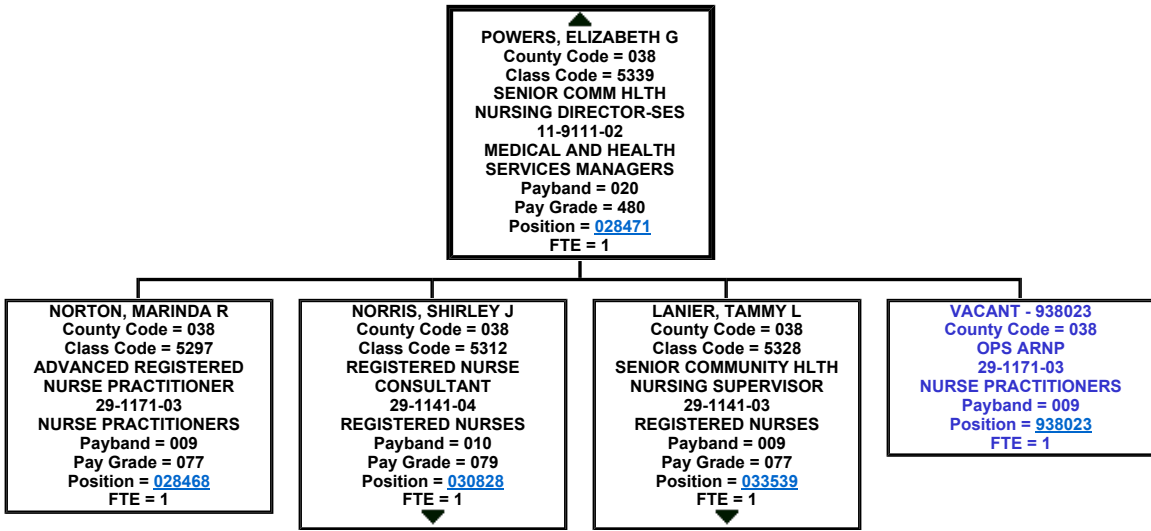 POWERS, ELIZABETH G
County Code = 038
Class Code = 5339
SENIOR COMM HLTH
NURSING DIRECTOR-SES
11-9111-02
MEDICAL AND HEALTH
SERVICES MANAGERS
Payband = 020
Pay Grade = 480
Position = 028471
FTE = 1
NORTON, MARINDA R
County Code = 038
Class Code = 5297
ADVANCED REGISTERED
NURSE PRACTITIONER
29-1171-03
NURSE PRACTITIONERS
Payband = 009
Pay Grade = 077
Position = 028468
FTE = 1
NORRIS, SHIRLEY J
County Code = 038
Class Code = 5312
REGISTERED NURSE
CONSULTANT
29-1141-04
REGISTERED NURSES
Payband = 010
Pay Grade = 079
Position = 030828
FTE = 1
LANIER, TAMMY L
County Code = 038
Class Code = 5328
SENIOR COMMUNITY HLTH
NURSING SUPERVISOR
29-1141-03
REGISTERED NURSES
Payband = 009
Pay Grade = 077
Position = 033539
FTE = 1
VACANT - 938023
County Code = 038
OPS ARNP
29-1171-03
NURSE PRACTITIONERS
Payband = 009
Position = 938023
FTE = 1